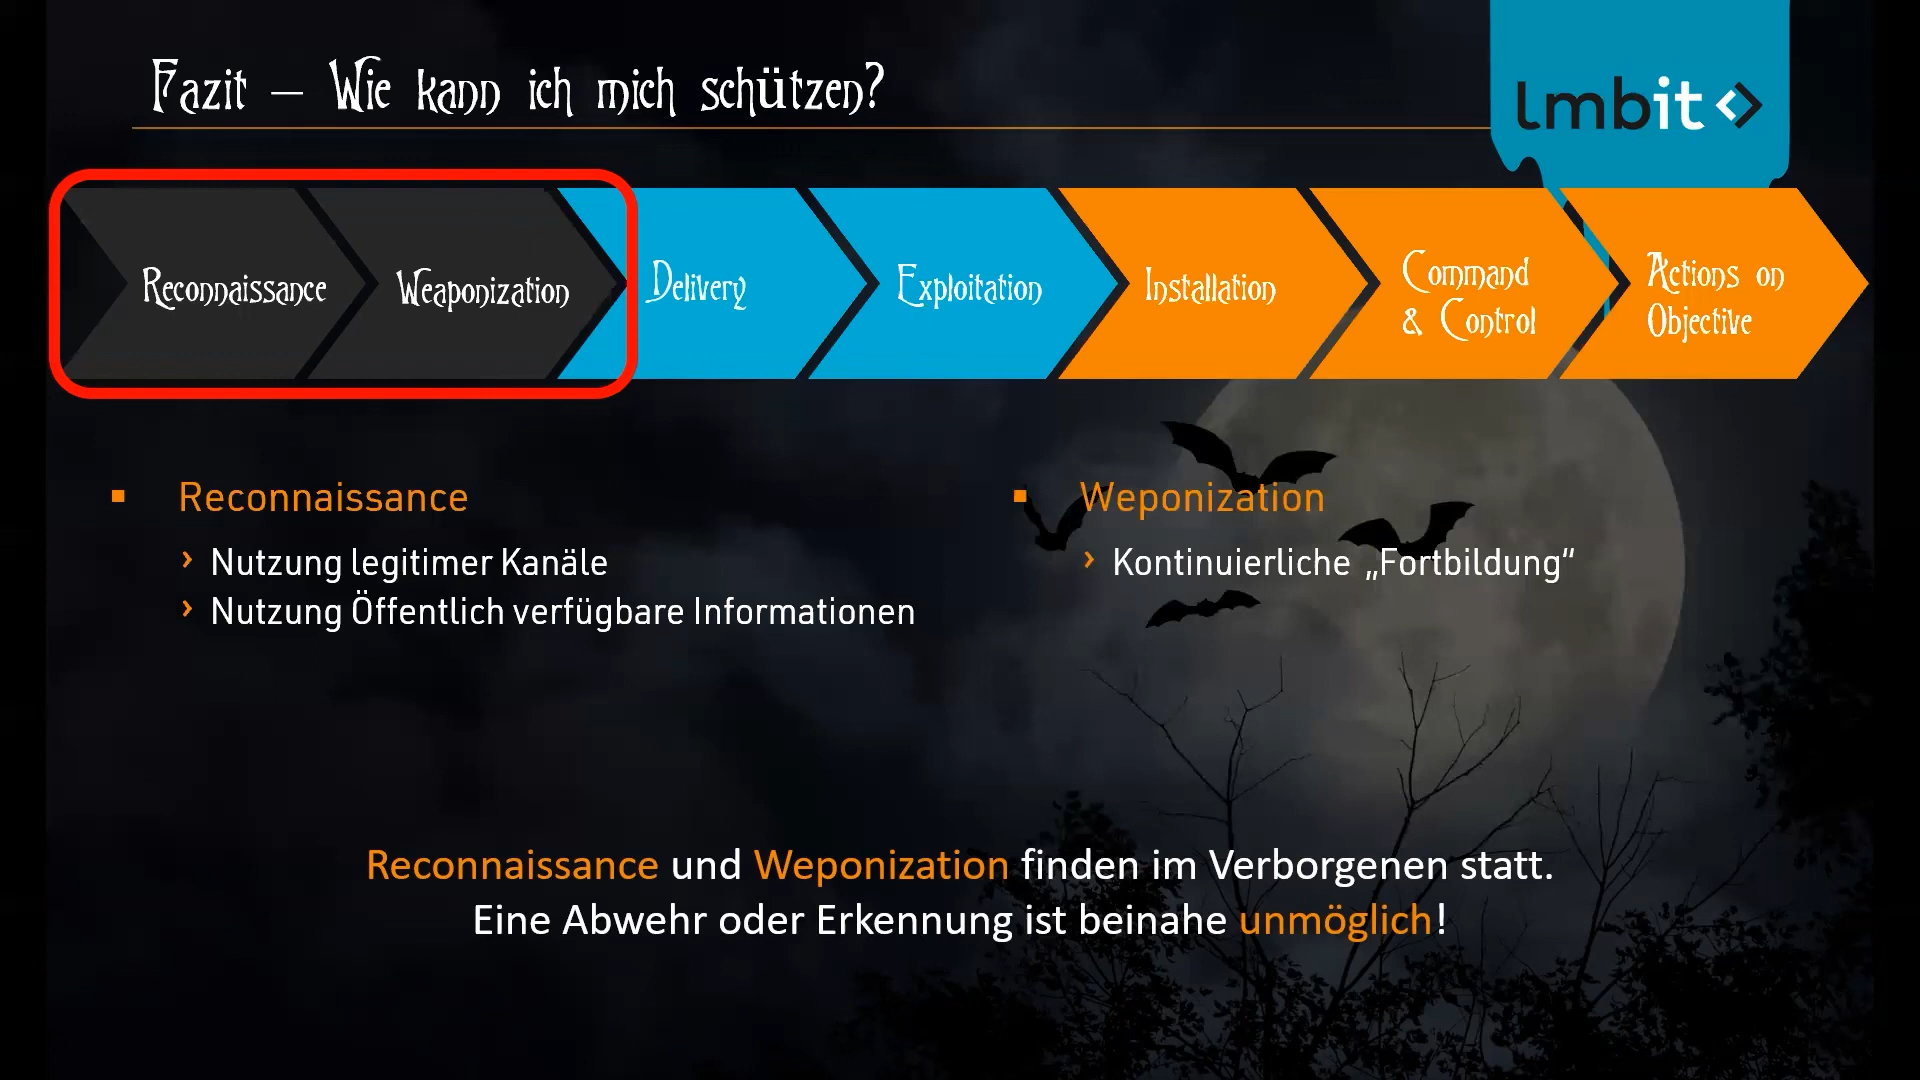 Fazit – Wie kann ich mich schützen?
lmbit
Reconnaissance
Weaponization
Delivery
Exploitation
Installation
Command
& Control
Actions on
Objective
Reconnaissance
Nutzung legitimer Kanäle
Nutzung Öffentlich verfügbare Informationen
Weponization
Kontinuierliche „Fortbildung“
Reconnaissance und Weponization finden im Verborgenen statt.
Eine Abwehr oder Erkennung ist beinahe unmöglich!